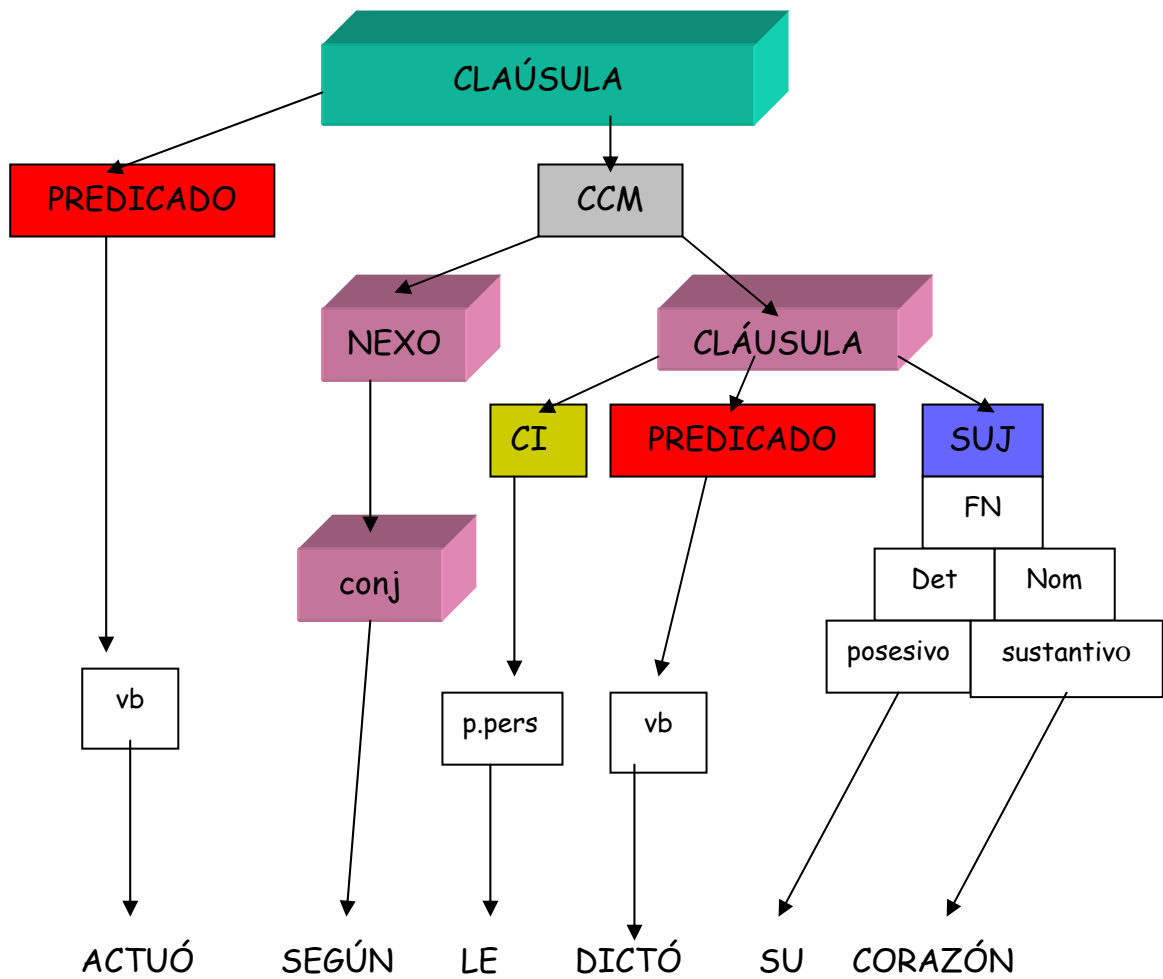 CLAÚSULA
PREDICADO
CCM
NEXO
CLÁUSULA
CI
PREDICADO
SUJ
FN
conj
Det
Nom
posesivo
sustantivo
vb
p.pers
vb
ACTUÓ SEGÚN LE DICTÓ SU CORAZÓN